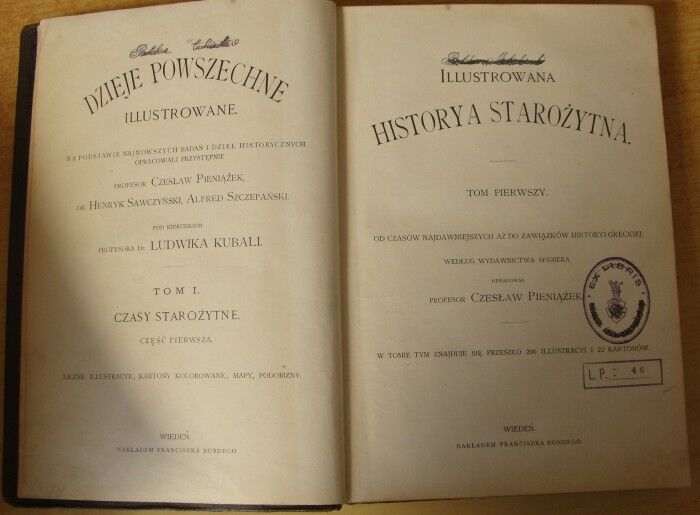 DZIEJE POWSZECHNE
ILLUSTROWANE.
NA PODSTAWIE NAJNOWSZYCH BADAŃ I DZIEŁ HISTORYCZNYCH
OPRACOWALI PRZYSTĘPNIE
PROFESOR CZESŁAW PIENIĄŻEK,
DR. HENRYK SAWCZYŃSKI, ALFRED SZCZEPAŃSKI.
POD KIERUNKIEM
PROFESORA DR. LUDWIKA KUBALI.
TOM I.
CZASY STAROŻYTNE.
CZĘŚĆ PIERWSZA.
LICZNE ILLUSTRACYE, KARTONY KOLOROWANE, MAPY, PODOBIZNY.
WIEDEŃ.
NAKŁADEM FRANCISZKA BONDEGO
ILLUSTROWANA
HISTORYA STAROŻYTNA.
TOM PIERWSZY.
OD CZASÓW NAJDAWNIEJSZYCH AŻ DO ZAWIĄZKÓW HISTORYI GRECKIEJ,
WEDŁUG WYDAWNICTWA SPAMERA
OPRACOWAŁ
PROFESOR CZESŁAW PIENIĄŻEK
EX LIBRIS
W TOMIE TYM ZNAJDUJE SIĘ PRZESZŁO 200 ILLUSTRACYI I 22 KARTONÓW.
L.P. : 46
WIEDEŃ.
NAKŁADEM FRANCISZKA BONDEGO.